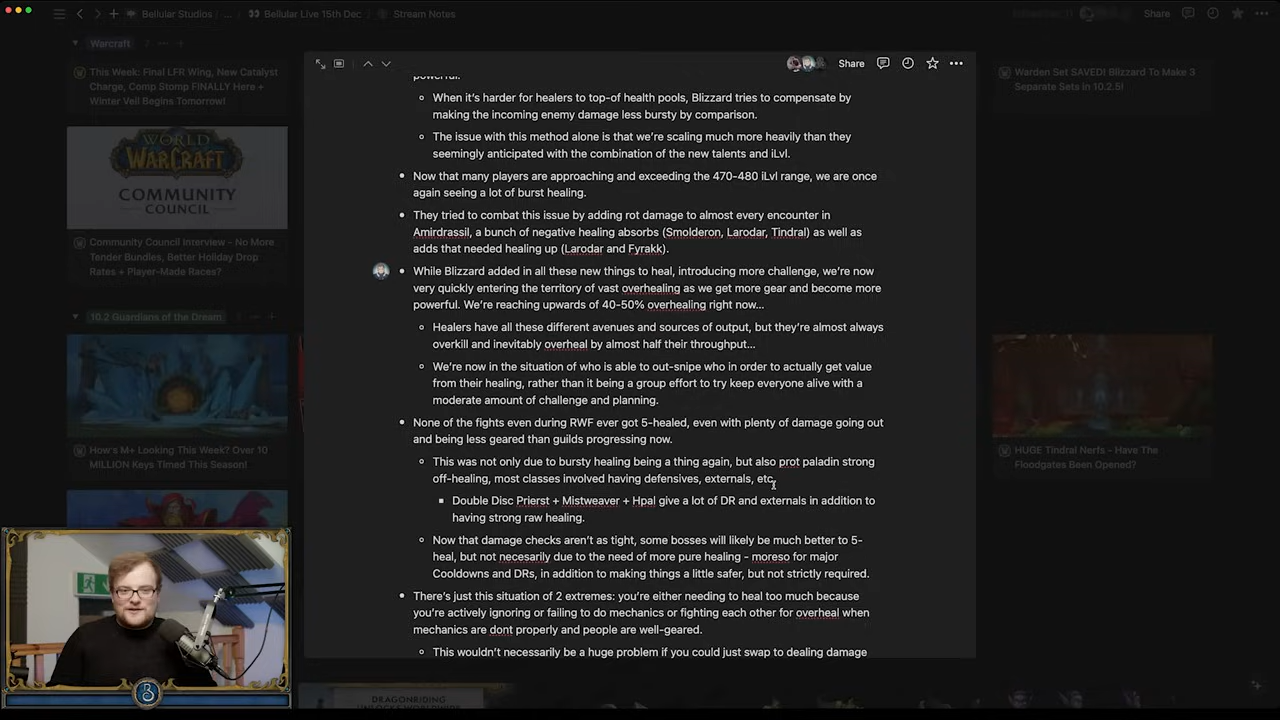 Bellular Studios / ... / Bellular Live 15th Dec / Stream Notes
Share
Warcraft 7
This Week: Final LFR Wing, New Catalyst
Charge, Comp Stomp FINALLY Here +
Winter Veil Begins Tomorrow!
WORLD
WARCRAFT
COMMUNITY
COUNCIL
Community Council Interview - No More
Tender Bundles, Better Holiday Drop
Rates + Player-Made Rxces?
10.2 Guardians of the Dream
How's M+ Looking This Week? Over 10
MILLION Keys Timed This Season!
Share
powerful.
When it's harder for healers to top-of health pools, Blizzard tries to compensate by
making the incoming enemy damage less bursty by comparison.
The issue with this method alone is that we're scaling much more heavily than they
seemingly anticipated with the combination of the new talents and iLvl.
Now that many players are approaching and exceeding the 470-480 iLvl range, we are once
again seeing a lot of burst healing.
They tried to combat this issue by adding rot damage to almost every encounter in
Amirdrassil, a bunch of negative healing absorbs (Smolderon, Larodar, Tindral) as well as
adds that needed healing up (Larodar and Fyrakk).
While Blizzard added in all these new things to heal, introducing more challenge, we're now
very quickly entering the territory of vast overhealing as we get more gear and become more
powerful. We're reaching upwards of 40-50% overhealing right now...
Healers have all these different avenues and sources of output, but they're almost always
overkill and inevitably overheal by almost half their throughput...
We're now in the situation of who is able to out-snipe who in order to actually get value
from their healing, rather than it being a group effort to try keep everyone alive with a
moderate amount of challenge and planning.
None of the fights even during RWF ever got 5-healed, even with plenty of damage going out
and being less geared than guilds progressing now.
This was not only due to bursty healing being a thing again, but also prot paladin strong
off-healing, most classes involved having defensives, externals, etc.
Double Disc Prierst + Mistweaver + Hpal give a lot of DR and externals in addition to
having strong raw healing.
Now that damage checks aren't as tight, some bosses will likely be much better to 5-
heal, but not necesarily due to the need of more pure healing - moreso for major
Cooldowns and DRs, in addition to making things a little safer, but not strictly required.
There's just this situation of 2 extremes: you're either needing to heal too much because
you're actively ignoring or failing to do mechanics or fighting each other for overheal when
mechanics are dont properly and people are well-geared.
This wouldn't necessarily be a huge problem if you could just swap to dealing damage
Warden Set SAVED! Blizzard To Make 3
Separate Sets in 10.2.5!
HUGE Tindral Nerfs - Have The
Floodgates Been Opened?
B
DRAGONRIDING